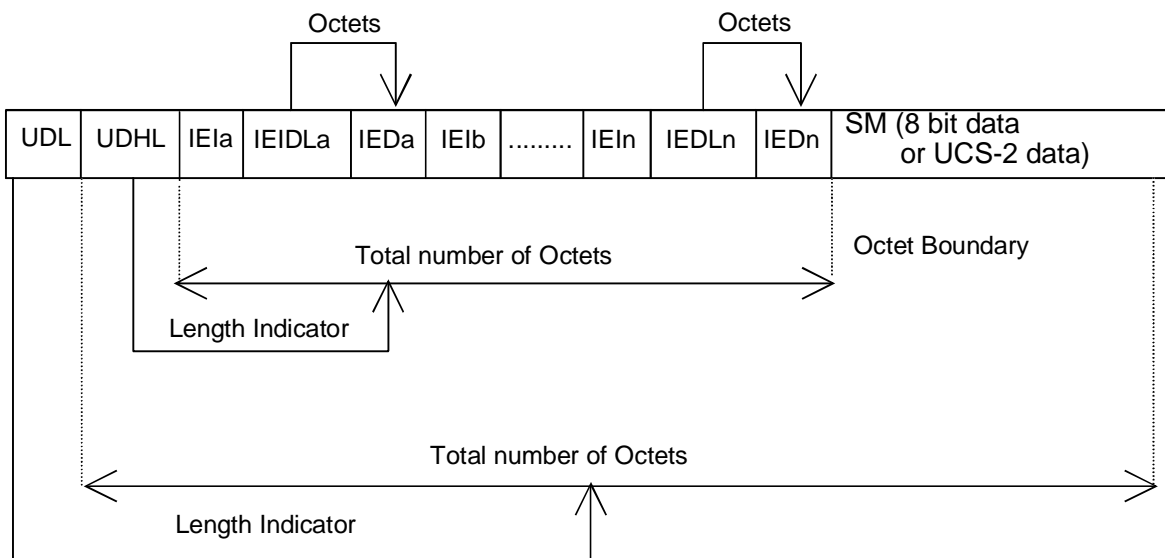 Octets Octets
UDL UDHL IEIa IEIDLa IEDa IEIb ......... IEIn IEDLn IEDn SM (8 bit data
or UCS-2 data)
Total number of Octets Octet Boundary
Length Indicator
Total number of Octets
Length Indicator